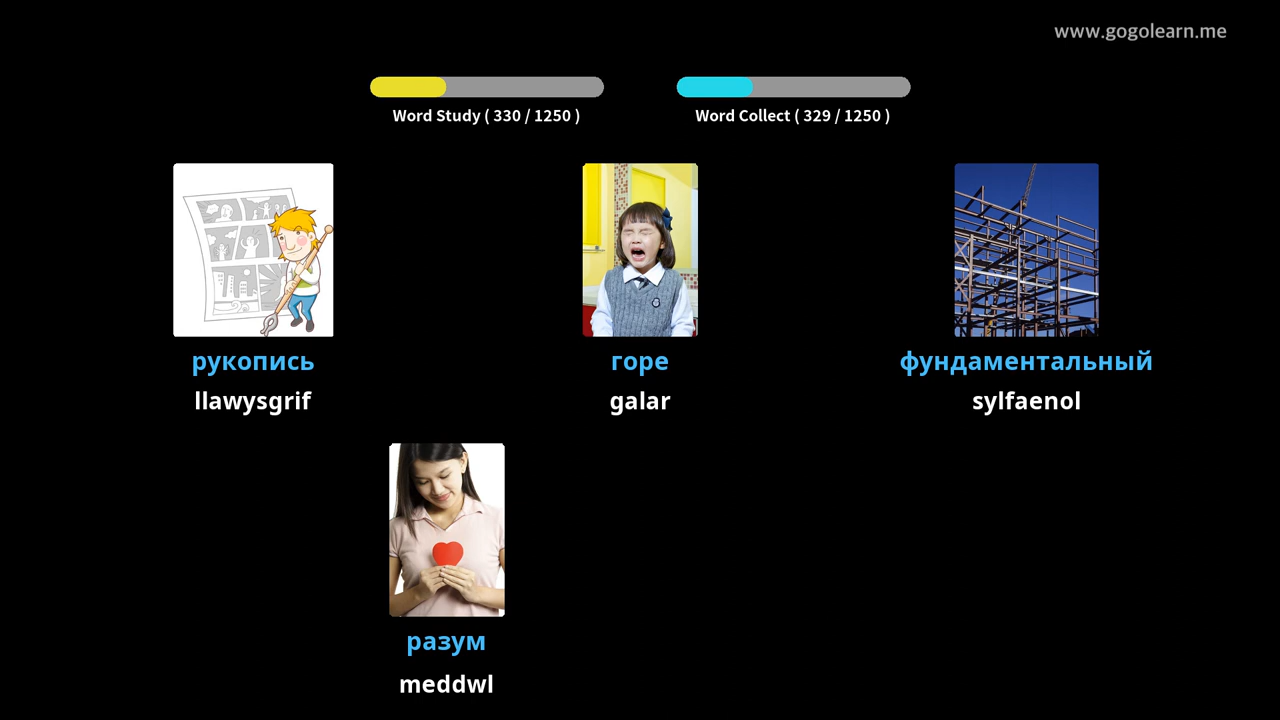 www.gogolearn.me
Word Study ( 330 / 1250 )
Word Collect ( 329 / 1250 )
рукопись
llawysgrif
горе
galar
фундаментальный
sylfaenol
разум
meddwl